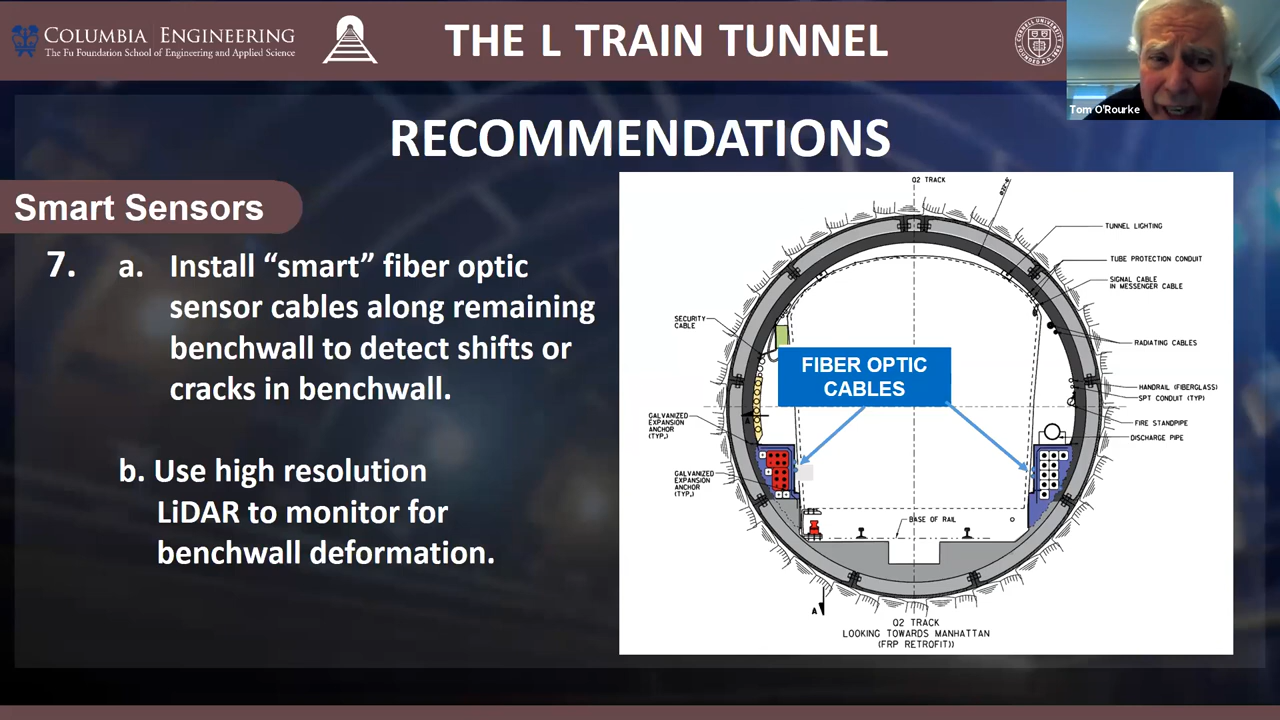 COLUMBIA ENGINEERING
The Fu Foundation School of Engineering and Applied Science
THE L TRAIN TUNNEL
Tom O'Rourke
RECOMMENDATIONS
Smart Sensors
7. a. Install “smart” fiber optic
sensor cables along remaining
benchwall to detect shifts or
cracks in benchwall.
b. Use high resolution
LiDAR to monitor for
benchwall deformation.
Q2 TRACK
TUNNEL LIGHTING
TUBE PROTECTION CONDUIT
SIGNAL CABLE
IN MESSENGER CABLE
SECURITY
CABLE
RADIATING CABLES
FIBER OPTIC
CABLES
HANDRAIL (FIBERGLASS)
SPT CONDUIT (TYP)
GALVANIZED
EXPANSION
ANCHOR
(TYP.)
A
FIRE STANDPIPE
DISCHARGE PIPE
GALVANIZED
EXPANSION
ANCHOR
(TYP.)
BASE OF RAIL
A
Q2 TRACK
LOOKING TOWARDS MANHATTAN
(FRP RETROFIT))